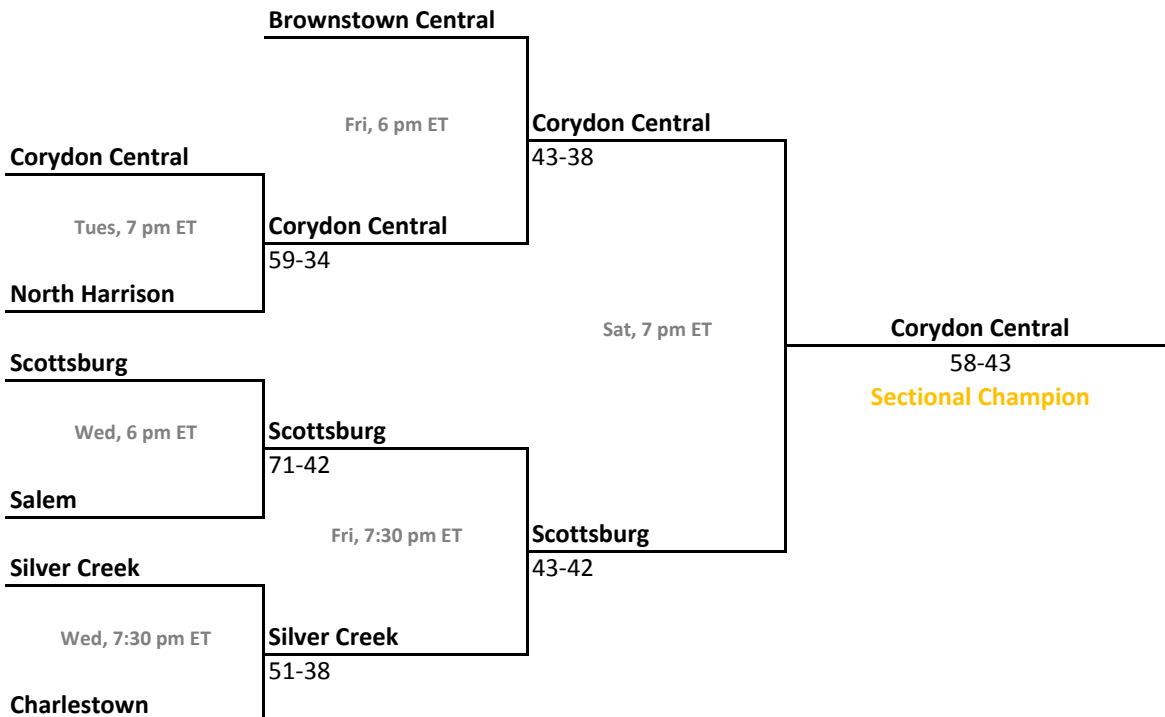 Brownstown Central
Fri, 6 pm ET
Corydon Central
Corydon Central
43-38
Tues, 7 pm ET
Corydon Central
59-34
North Harrison
Sat, 7 pm ET
Corydon Central
Scottsburg
58-43
Sectional Champion
Wed, 6 pm ET
Scottsburg
71-42
Salem
Fri, 7:30 pm ET
Scottsburg
Silver Creek
43-42
Wed, 7:30 pm ET
Silver Creek
51-38
Charlestown